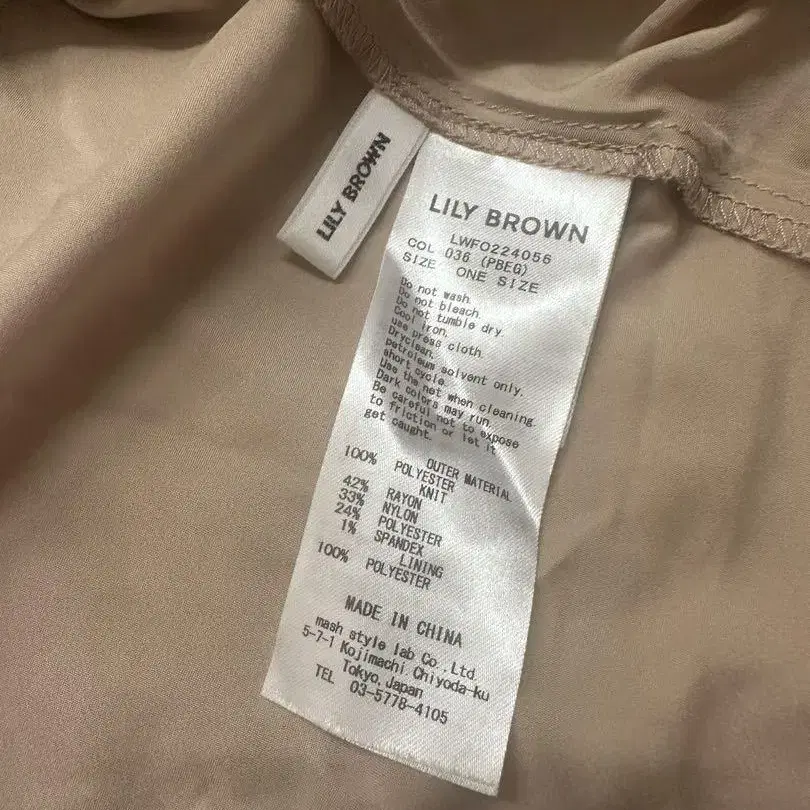 LILY BROWN
LILY BROWN
LWFO224056
COL 036 (PBEG)
SIZE ONE SIZE
Do not wash.
Do not bleach.
Do not tumble dry.
Cool iron.
use press cloth.
Dryclean.
petroleum solvent only.
short cycle.
Use the net when cleaning.
Dark colors may run.
Be careful not to expose
to friction or let it
get caught.
OUTER MATERIAL
100% POLYESTER
KNIT
42% RAYON
33% NYLON
24% POLYESTER
1% SPANDEX
LINING
100% POLYESTER
MADE IN CHINA
mash style lab Co.,Ltd.
5-7-1 Kojimachi Chiyoda-ku
Tokyo, Japan
TEL 03-5778-4105